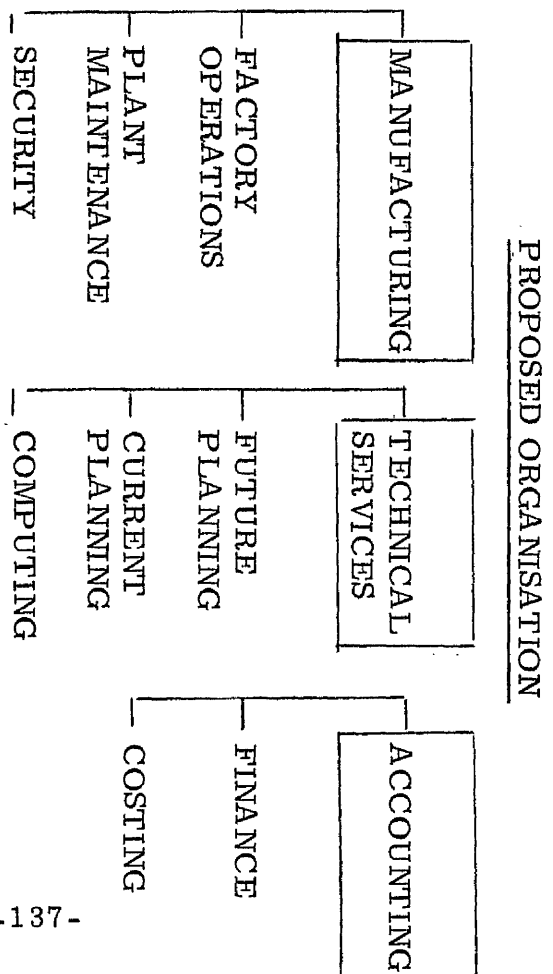 PROPOSED ORGANISATION
MANUFACTURING
FACTORY
OPERATIONS
PLANT
MAINTENANCE
SECURITY
TECHNICAL
SERVICES
FUTURE
PLANNING
CURRENT
PLANNING
COMPUTING
ACCOUNTING
FINANCE
COSTING
-137-